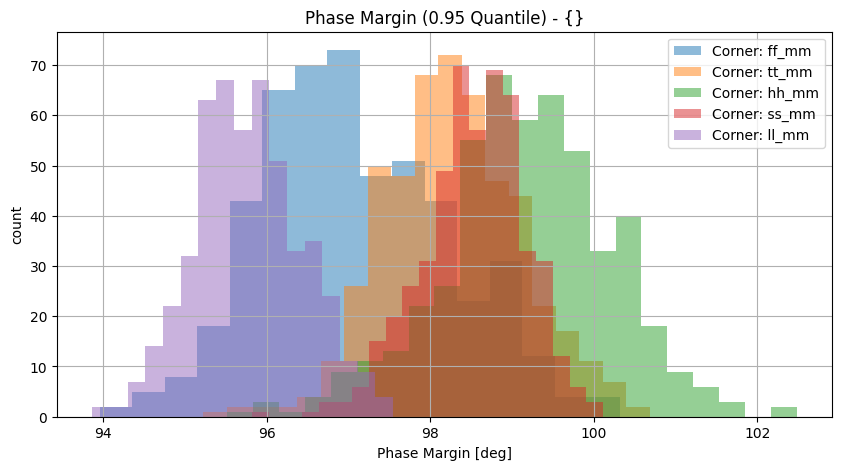 Phase Margin (0.95 Quantile) - {}
Corner: ff_mm
Corner: tt_mm
Corner: hh_mm
Corner: ss_mm
Corner: ll_mm
70
60
50
40
30
20
10
0
count
94 96 98 100 102
Phase Margin [deg]